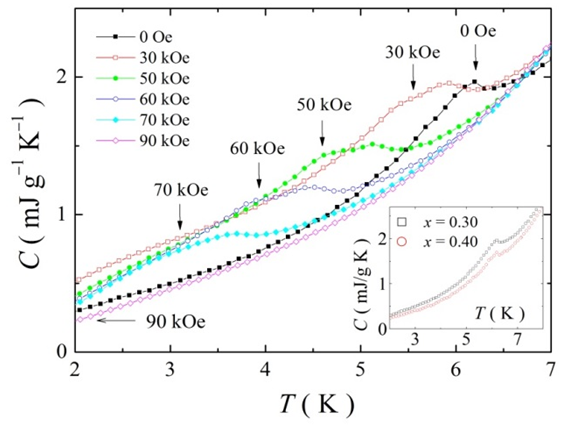 0 Oe
30 kOe
50 kOe
60 kOe
70 kOe
90 kOe
0 Oe
30 kOe
50 kOe
60 kOe
70 kOe
90 kOe
C ( mJ g⁻¹ K⁻¹ )
2
1
0
2
3
4
5
6
7
T ( K )
x = 0.30
x = 0.40
C ( mJ/g K )
2
1
0
3
5
7
T ( K )